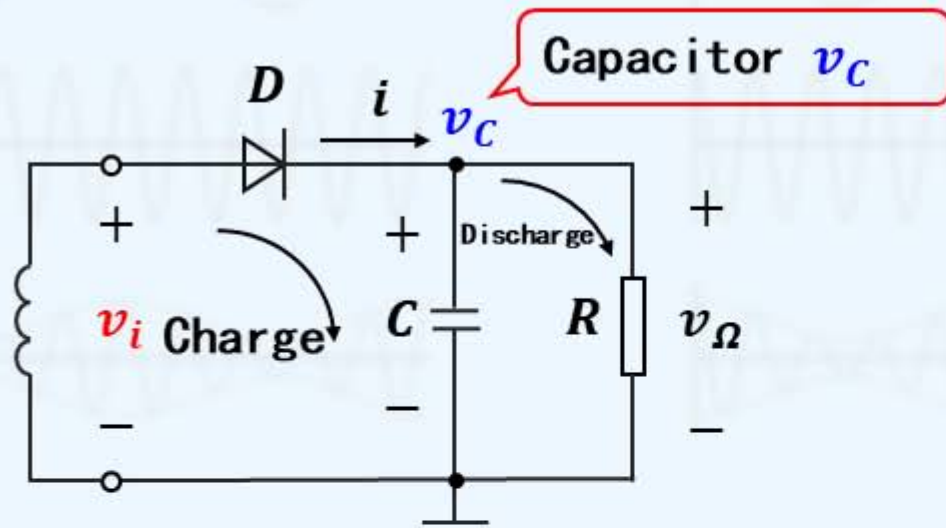 Capacitor v_C
D
i
v_C
+
+
+
Discharge
v_i Charge
C
R
v_Ω
−
−
−